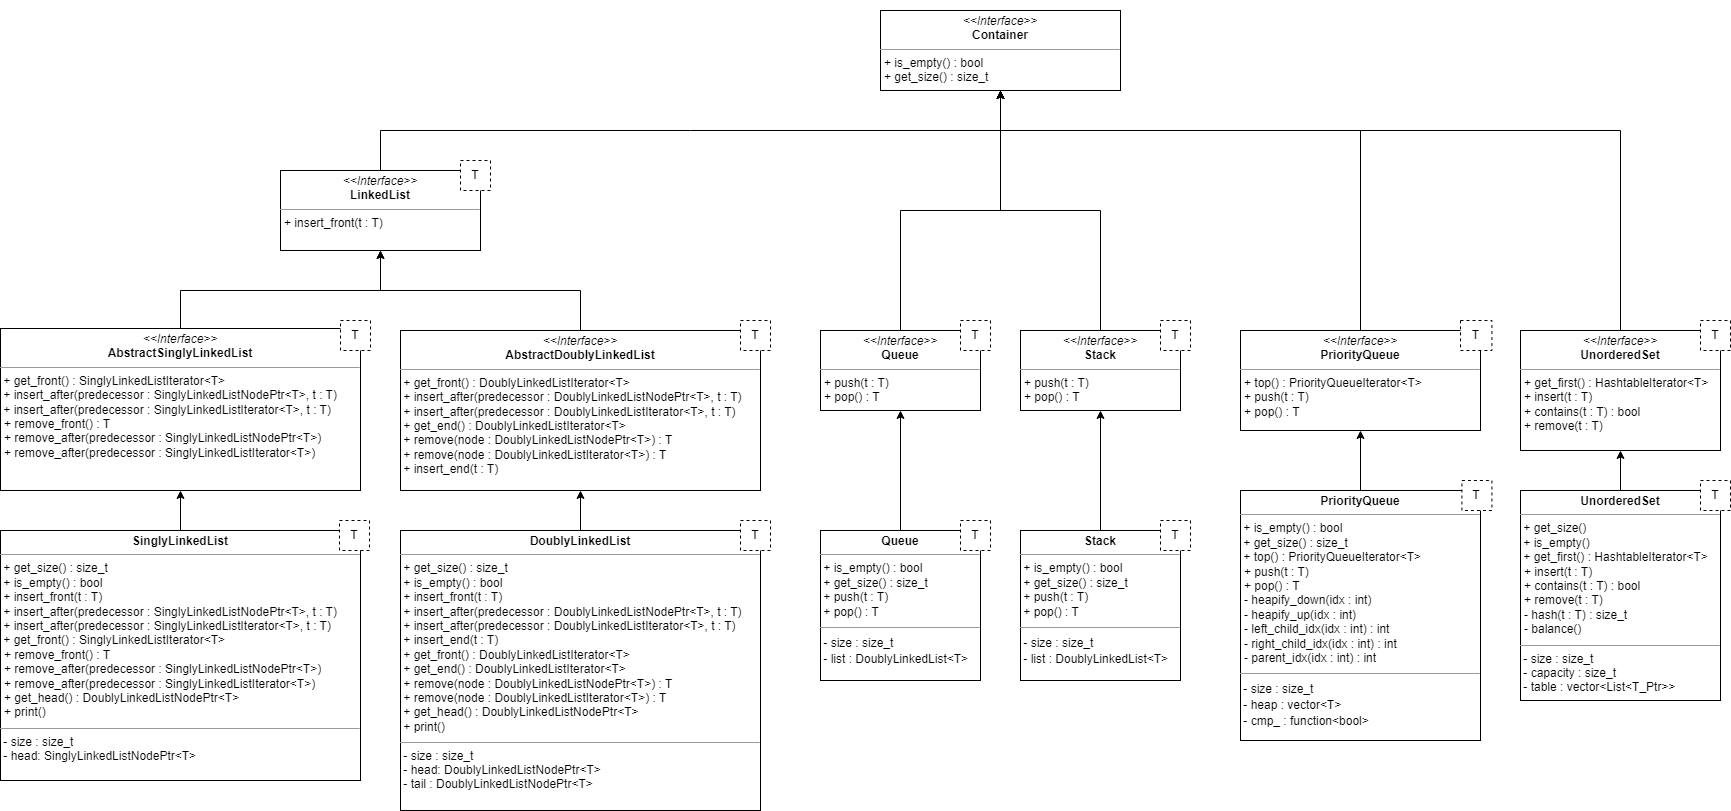 <<Interface>>
Container
+ is_empty() : bool
+ get_size() : size_t
T
<<Interface>>
LinkedList
+ insert_front(t : T)
T
<<Interface>>
AbstractSinglyLinkedList
+ get_front() : SinglyLinkedListIterator<T>
+ insert_after(predecessor : SinglyLinkedListNodePtr<T>, t : T)
+ insert_after(predecessor : SinglyLinkedListIterator<T>, t : T)
+ remove_front() : T
+ remove_after(predecessor : SinglyLinkedListNodePtr<T>)
+ remove_after(predecessor : SinglyLinkedListIterator<T>)
T
<<Interface>>
AbstractDoublyLinkedList
+ get_front() : DoublyLinkedListIterator<T>
+ insert_after(predecessor : DoublyLinkedListNodePtr<T>, t : T)
+ insert_after(predecessor : DoublyLinkedListIterator<T>, t : T)
+ get_end() : DoublyLinkedListIterator<T>
+ remove(node : DoublyLinkedListNodePtr<T>) : T
+ remove(node : DoublyLinkedListIterator<T>) : T
+ insert_end(t : T)
T
<<Interface>>
Queue
+ push(t : T)
+ pop() : T
T
<<Interface>>
Stack
+ push(t : T)
+ pop() : T
T
<<Interface>>
PriorityQueue
+ top() : PriorityQueueIterator<T>
+ push(t : T)
+ pop() : T
T
<<Interface>>
UnorderedSet
+ get_first() : HashtableIterator<T>
+ insert(t : T)
+ contains(t : T) : bool
+ remove(t : T)
T
SinglyLinkedList
+ get_size() : size_t
+ is_empty() : bool
+ insert_front(t : T)
+ insert_after(predecessor : SinglyLinkedListNodePtr<T>, t : T)
+ insert_after(predecessor : SinglyLinkedListIterator<T>, t : T)
+ get_front() : SinglyLinkedListIterator<T>
+ remove_front() : T
+ remove_after(predecessor : SinglyLinkedListNodePtr<T>)
+ remove_after(predecessor : SinglyLinkedListIterator<T>)
+ get_head() : DoublyLinkedListNodePtr<T>
+ print()
- size : size_t
- head: SinglyLinkedListNodePtr<T>
T
DoublyLinkedList
+ get_size() : size_t
+ is_empty() : bool
+ insert_front(t : T)
+ insert_after(predecessor : DoublyLinkedListNodePtr<T>, t : T)
+ insert_after(predecessor : DoublyLinkedListIterator<T>, t : T)
+ insert_end(t : T)
+ get_front() : DoublyLinkedListIterator<T>
+ get_end() : DoublyLinkedListIterator<T>
+ remove(node : DoublyLinkedListNodePtr<T>) : T
+ remove(node : DoublyLinkedListIterator<T>) : T
+ get_head() : DoublyLinkedListNodePtr<T>
+ print()
- size : size_t
- head: DoublyLinkedListNodePtr<T>
- tail : DoublyLinkedListNodePtr<T>
T
Queue
+ is_empty() : bool
+ get_size() : size_t
+ push(t : T)
+ pop() : T
- size : size_t
- list : DoublyLinkedList<T>
T
Stack
+ is_empty() : bool
+ get_size() : size_t
+ push(t : T)
+ pop() : T
- size : size_t
- list : DoublyLinkedList<T>
T
PriorityQueue
+ is_empty() : bool
+ get_size() : size_t
+ top() : PriorityQueueIterator<T>
+ push(t : T)
+ pop() : T
- heapify_down(idx : int)
- heapify_up(idx : int)
- left_child_idx(idx : int) : int
- right_child_idx(idx : int) : int
- parent_idx(idx : int) : int
- size : size_t
- heap : vector<T>
- cmp_ : function<bool>
T
UnorderedSet
+ get_size()
+ is_empty()
+ get_first() : HashtableIterator<T>
+ insert(t : T)
+ contains(t : T) : bool
+ remove(t : T)
- hash(t : T) : size_t
- balance()
- size : size_t
- capacity : size_t
- table : vector<List<T_Ptr>>
T